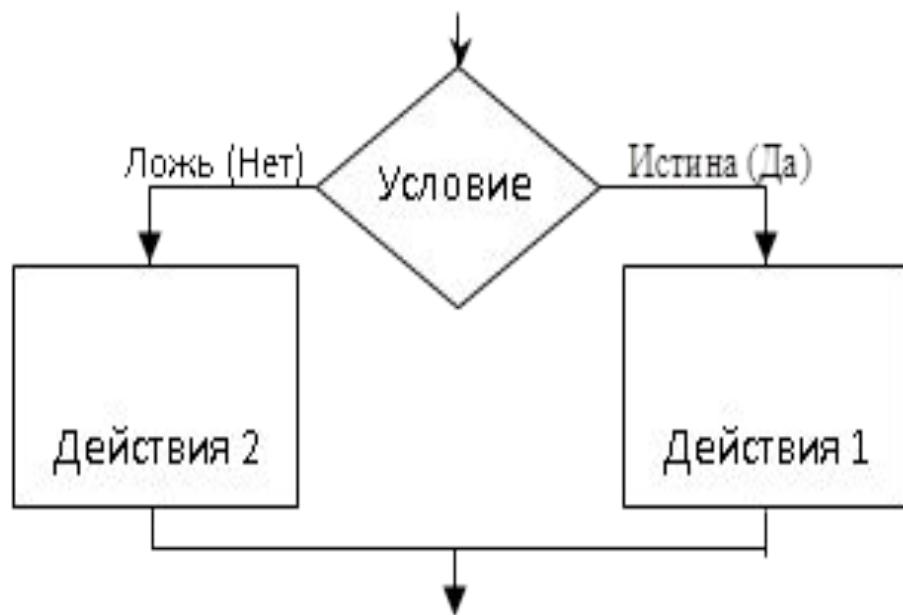 Ложь (Нет)
Истина (Да)
Условие
Действия 2
Действия 1